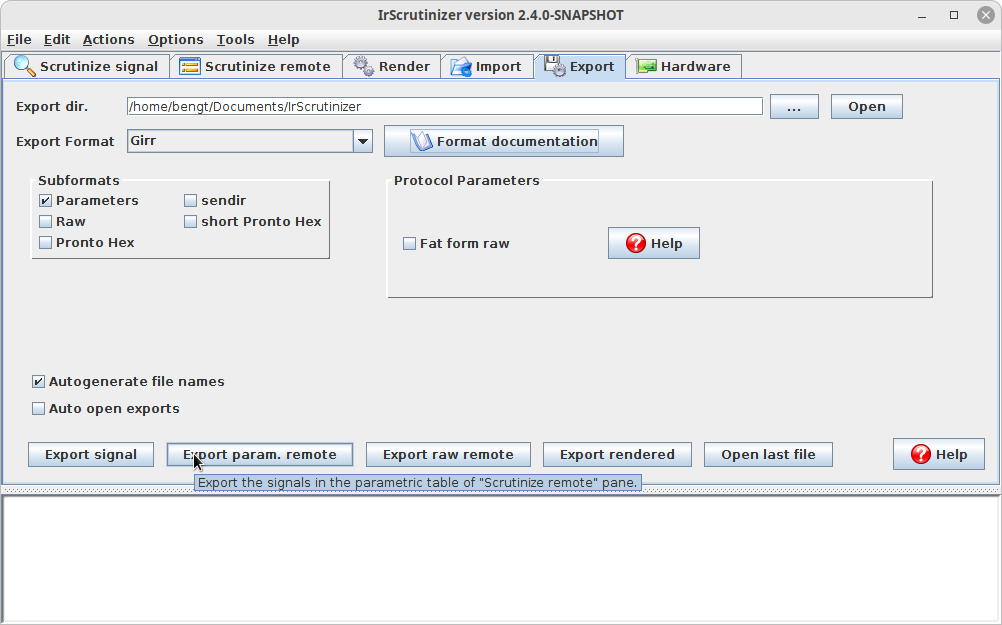 IrScrutinizer version 2.4.0-SNAPSHOT
File Edit Actions Options Tools Help
Scrutinize signal Scrutinize remote Render Import Export Hardware
Export dir. /home/bengt/Documents/IrScrutinizer ... Open
Export Format Girr Format documentation
Subformats Protocol Parameters
Parameters sendir
Raw short Pronto Hex
Pronto Hex Fat form raw Help
Autogenerate file names
Auto open exports
Export signal Export param. remote Export raw remote Export rendered Open last file Help
Export the signals in the parametric table of "Scrutinize remote" pane.